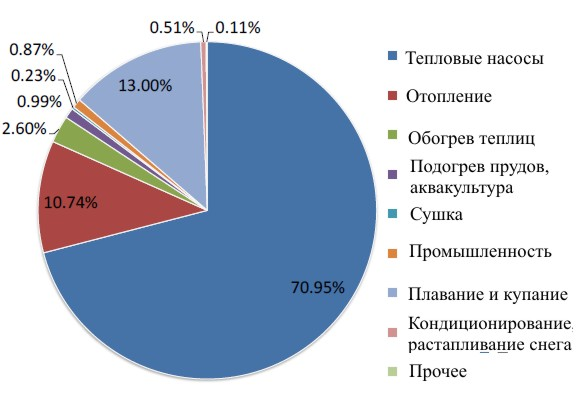 0.51%
0.11%
0.87%
0.23%
0.99%
2.60%
13.00%
10.74%
70.95%
Тепловые насосы
Отопление
Обогрев теплиц
Подогрев прудов,
аквакультура
Сушка
Промышленность
Плавание и купание
Кондиционирование,
растапливание снега
Прочее